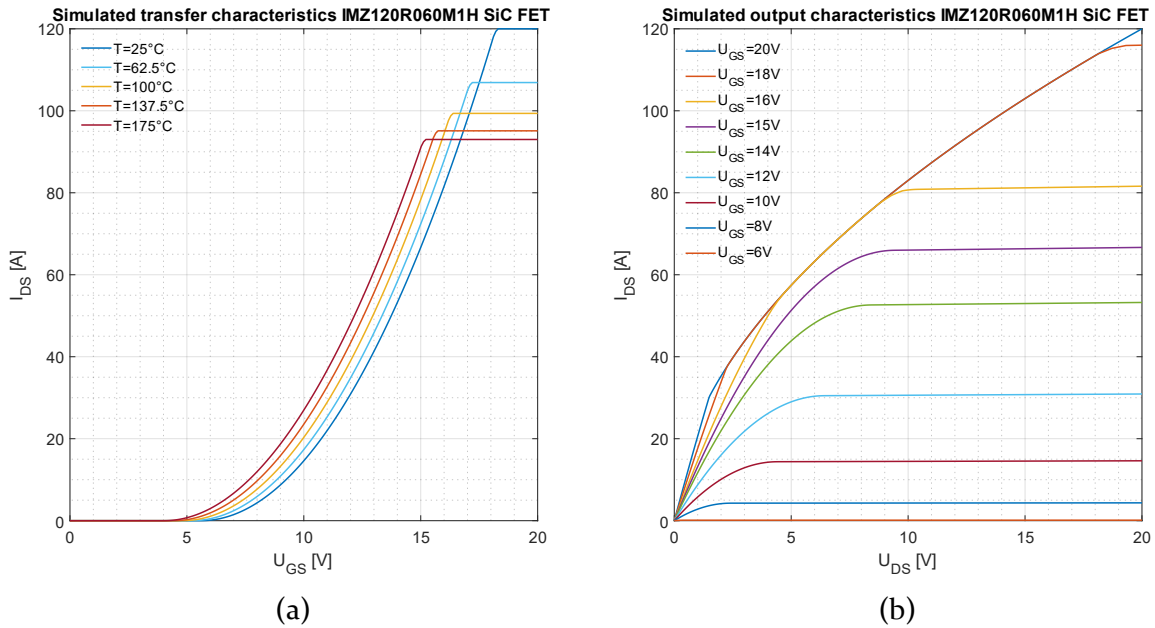 Simulated transfer characteristics IMZ120R060M1H SiC FET
120
100
80
60
40
20
0
I_DS [A]
T=25°C
T=62.5°C
T=100°C
T=137.5°C
T=175°C
0 5 10 15 20
U_GS [V]
(a)
Simulated output characteristics IMZ120R060M1H SiC FET
120
100
80
60
40
20
0
I_DS [A]
U_GS=20V
U_GS=18V
U_GS=16V
U_GS=15V
U_GS=14V
U_GS=12V
U_GS=10V
U_GS=8V
U_GS=6V
0 5 10 15 20
U_DS [V]
(b)